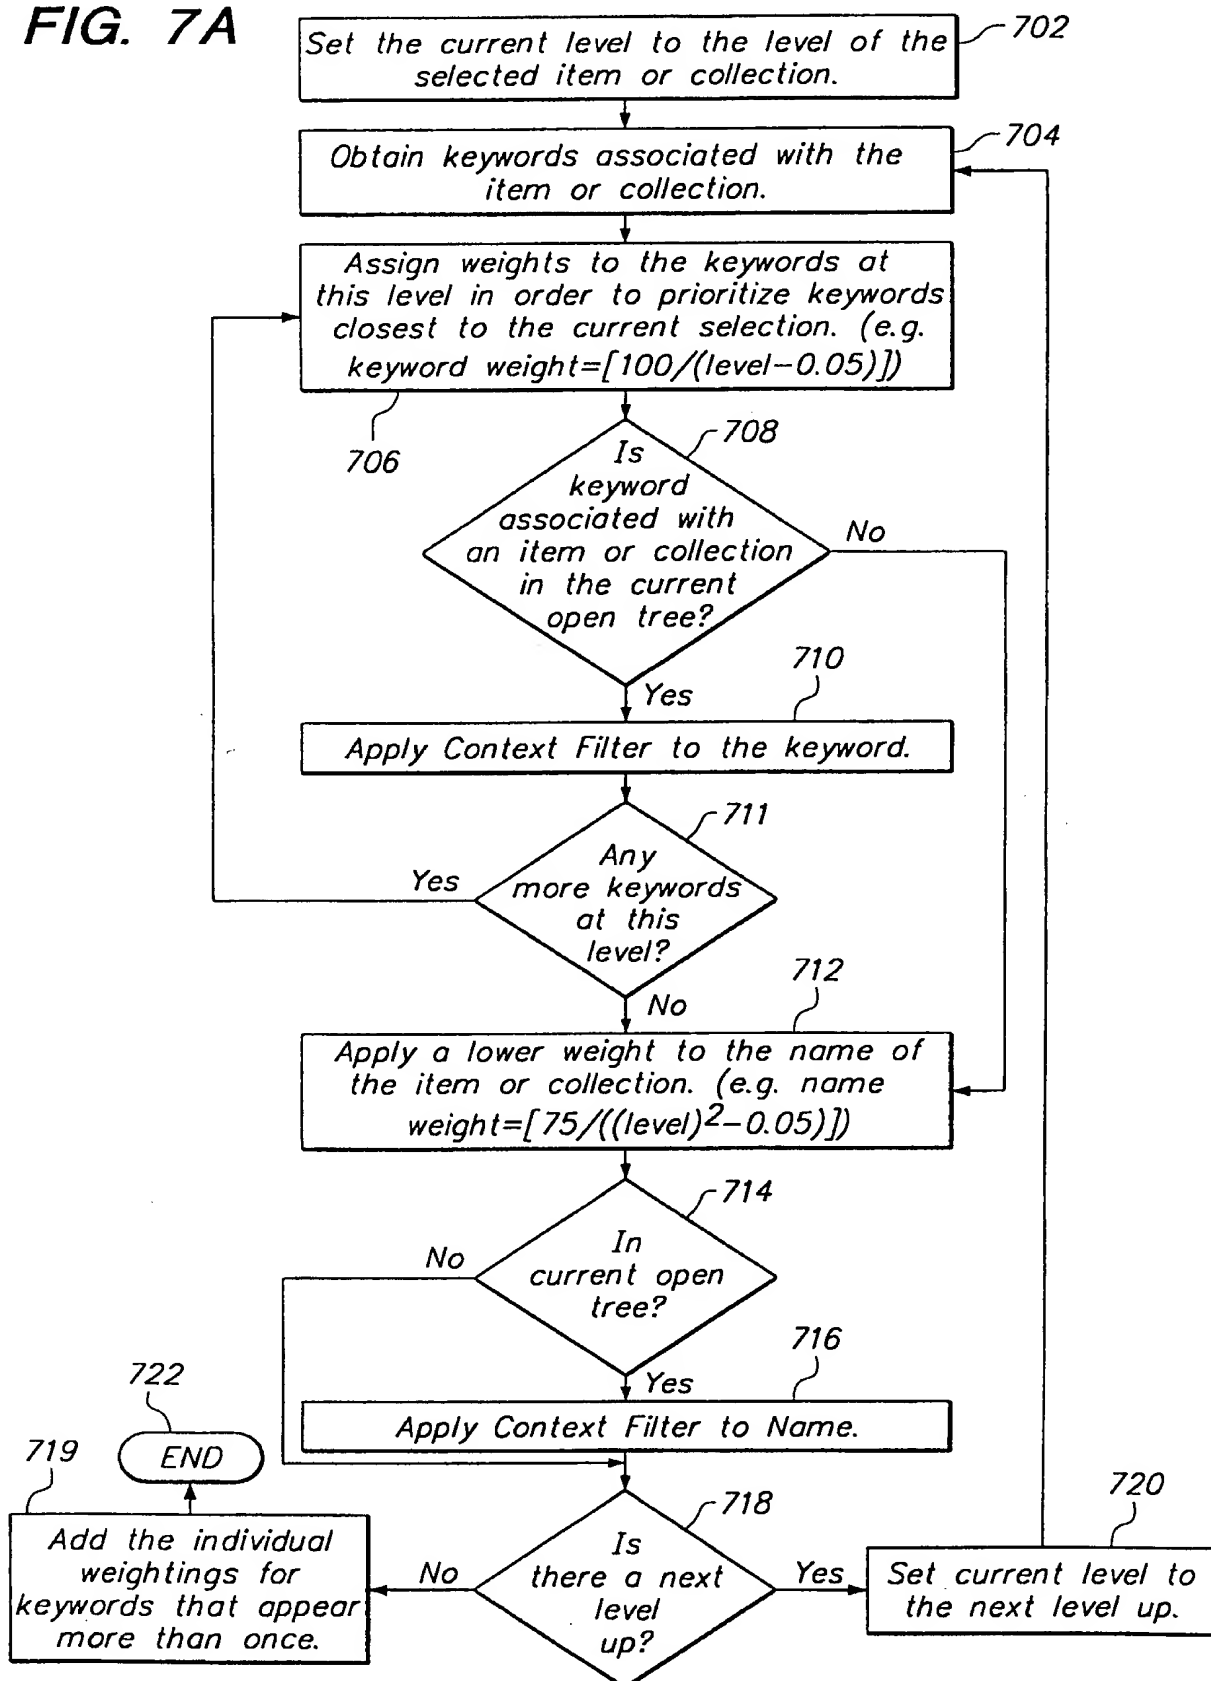 FIG. 7A
Set the current level to the level of the
selected item or collection.
702
Obtain keywords associated with the
item or collection.
704
Assign weights to the keywords at
this level in order to prioritize keywords
closest to the current selection. (e.g.
keyword weight=[100/(level-0.05)])
706
708
Is
keyword
associated with
an item or collection
in the current
open tree?
No
710
Yes
Apply Context Filter to the keyword.
711
Any
more keywords
at this
level?
Yes
712
No
Apply a lower weight to the name of
the item or collection. (e.g. name
weight=[75/((level)²-0.05)])
714
In
current open
tree?
No
716
Yes
Apply Context Filter to Name.
722
END
719
Add the individual
weightings for
keywords that appear
more than once.
718
Is
there a next
level
up?
No
Yes
720
Set current level to
the next level up.